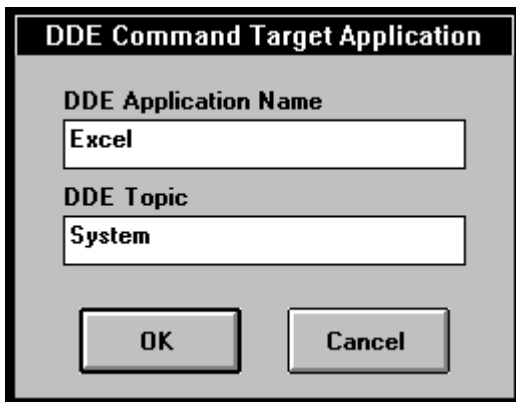 DDE Command Target Application
DDE Application Name
Excel
DDE Topic
System
OK
Cancel